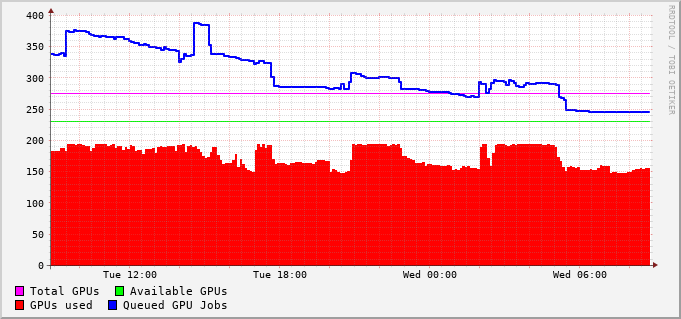 400
350
300
250
200
150
100
50
0
Tue 12:00 Tue 18:00 Wed 00:00 Wed 06:00
Total GPUs Available GPUs
GPUs used Queued GPU Jobs
RRDTOOL / TOBI OETIKER